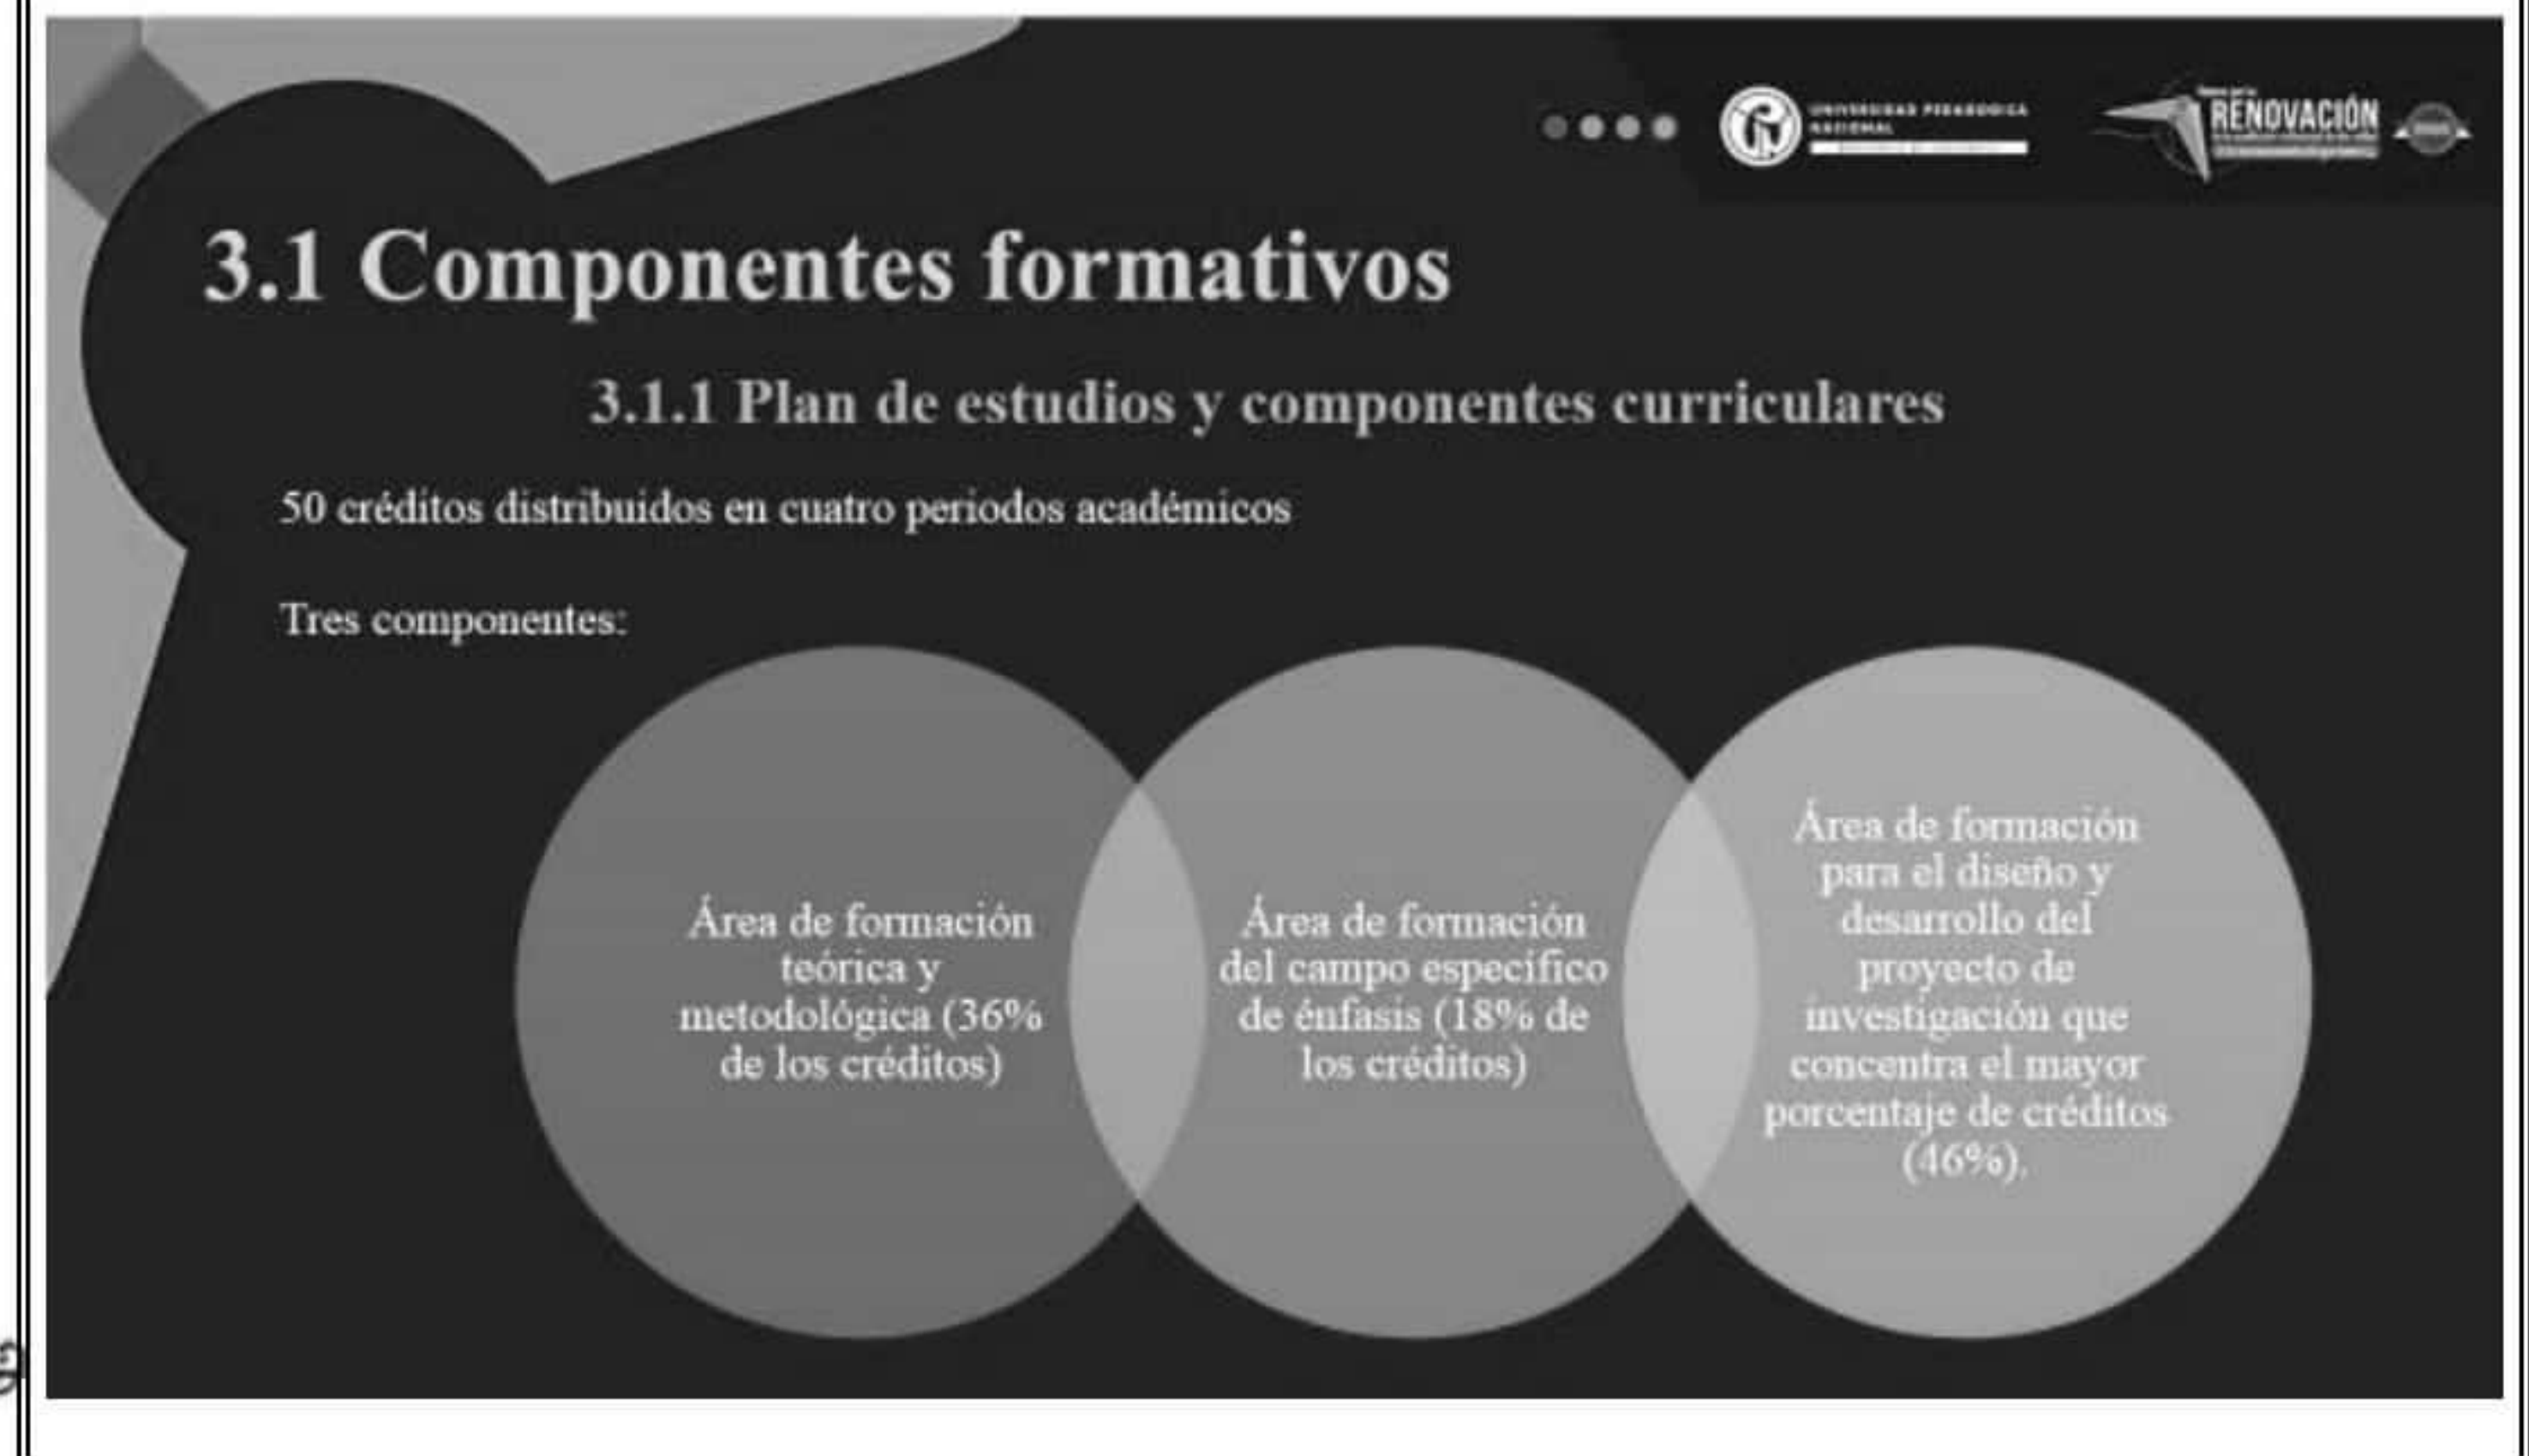 UNIVERSIDAD PEDAGOGICA
NACIONAL
RENOVACIÓN
3.1 Componentes formativos
3.1.1 Plan de estudios y componentes curriculares
50 créditos distribuidos en cuatro periodos académicos
Tres componentes:
Área de formación
teórica y
metodológica (36%
de los créditos)
Área de formación
del campo específico
de énfasis (18% de
los créditos)
Área de formación
para el diseño y
desarrollo del
proyecto de
investigación que
concentra el mayor
porcentaje de créditos
(46%).